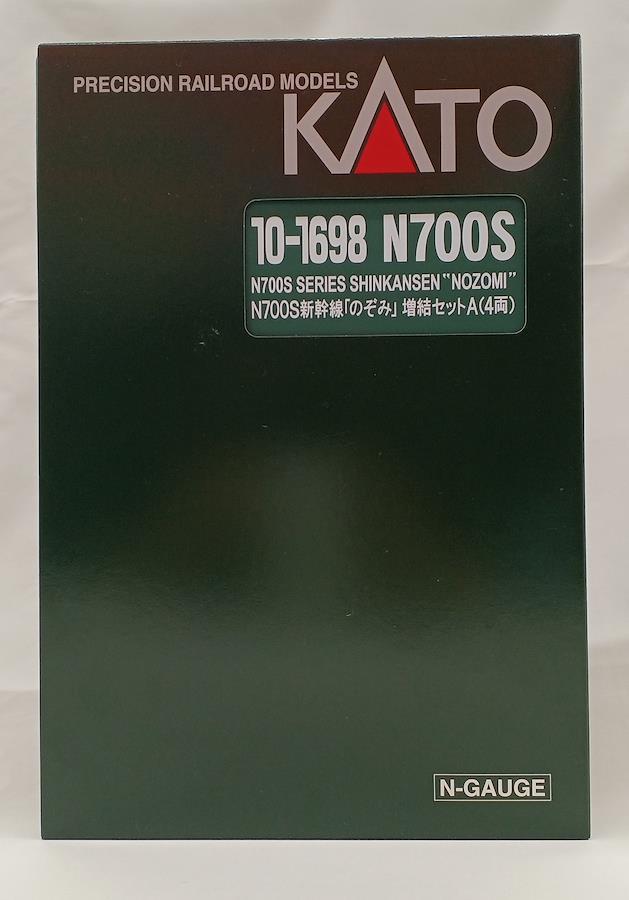 PRECISION RAILROAD MODELS
KATO
10-1698 N700S
N700S SERIES SHINKANSEN "NOZOMI"
N700S新幹線「のぞみ」増結セットA(4両)
N-GAUGE